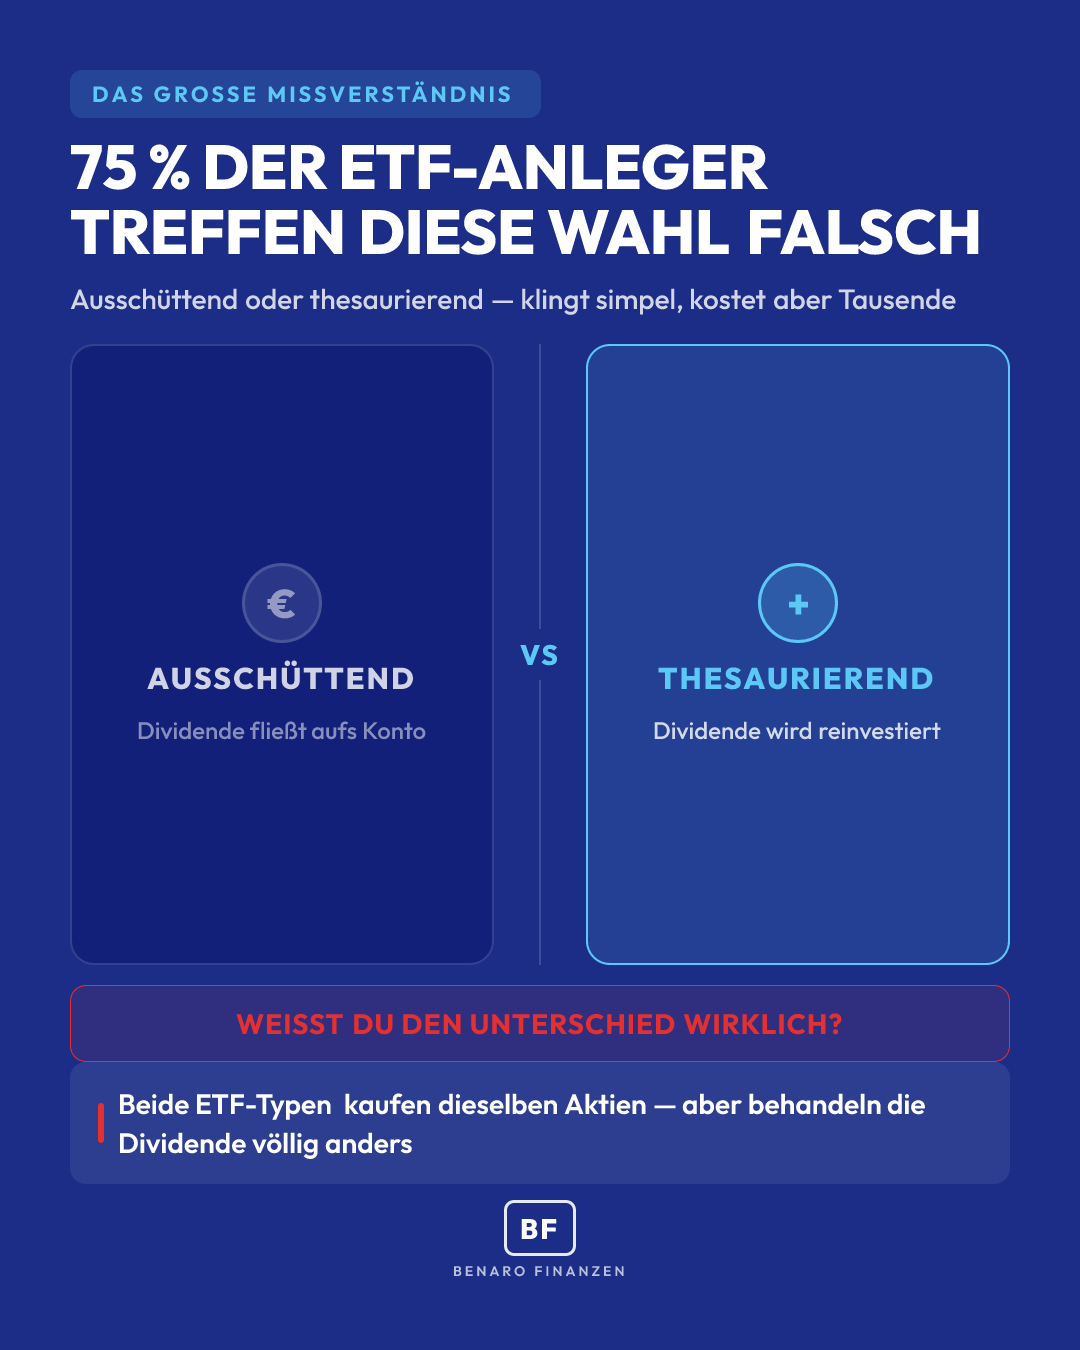 DAS GROSSE MISSVERSTÄNDNIS
75 % DER ETF-ANLEGER
TREFFEN DIESE WAHL FALSCH
Ausschüttend oder thesaurierend — klingt simpel, kostet aber Tausende
€
AUSSCHÜTTEND
Dividende fließt aufs Konto
VS
+
THESAURIEREND
Dividende wird reinvestiert
WEISST DU DEN UNTERSCHIED WIRKLICH?
Beide ETF-Typen kaufen dieselben Aktien — aber behandeln die
Dividende völlig anders
BF
BENARO FINANZEN